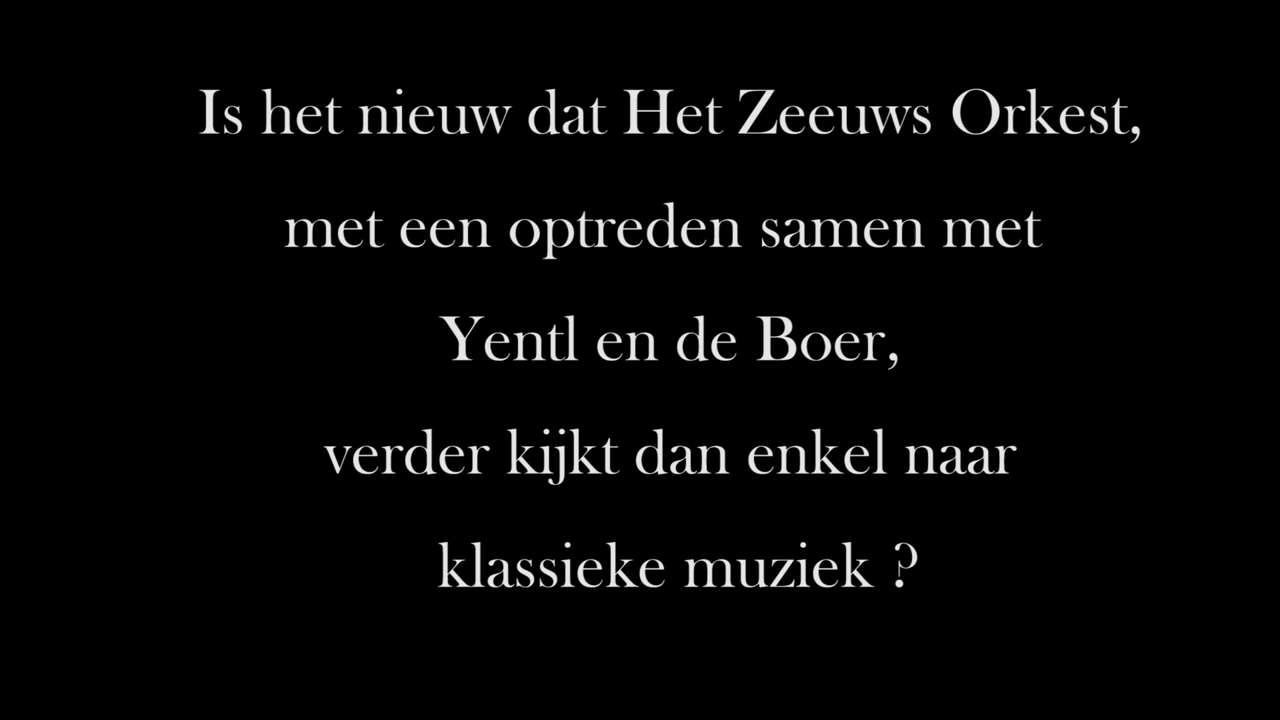 Is het nieuw dat Het Zeeuws Orkest,
met een optreden samen met
Yentl en de Boer,
verder kijkt dan enkel naar
klassieke muziek ?